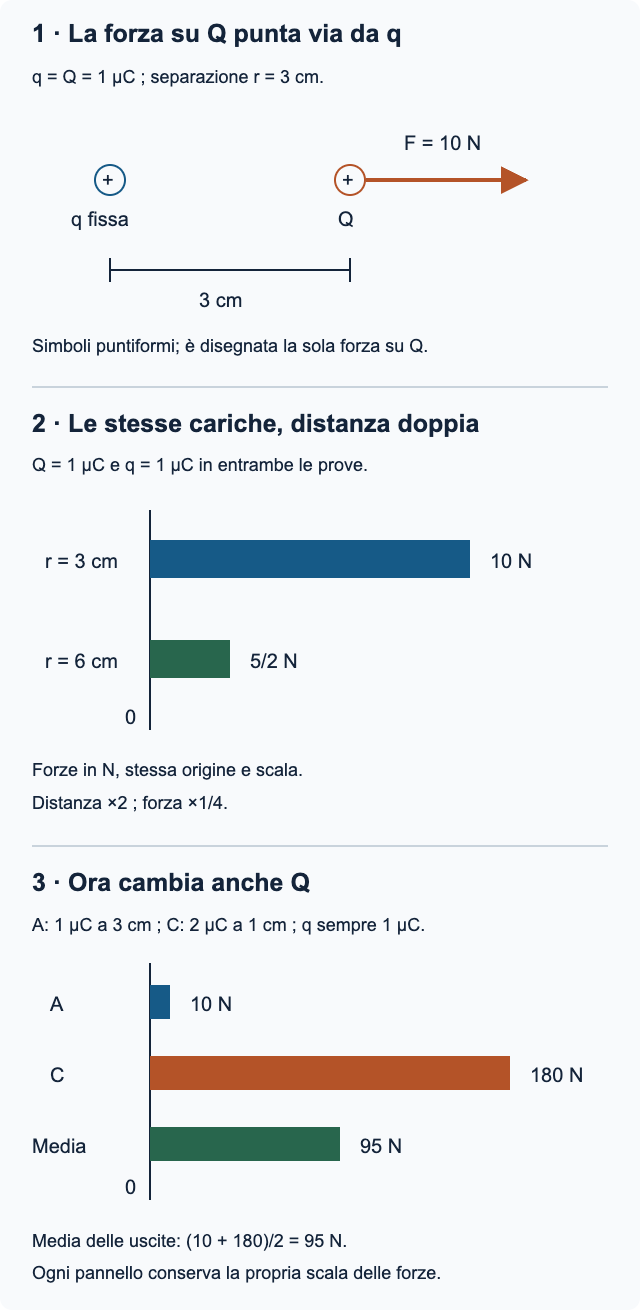 1 · La forza su Q punta via da q
q = Q = 1 μC ; separazione r = 3 cm.
F = 10 N
+
+
q fissa
Q
3 cm
Simboli puntiformi; è disegnata la sola forza su Q.
2 · Le stesse cariche, distanza doppia
Q = 1 μC e q = 1 μC in entrambe le prove.
r = 3 cm
10 N
r = 6 cm
5/2 N
0
Forze in N, stessa origine e scala.
Distanza ×2 ; forza ×1/4.
3 · Ora cambia anche Q
A: 1 μC a 3 cm ; C: 2 μC a 1 cm ; q sempre 1 μC.
A
10 N
C
180 N
Media
95 N
0
Media delle uscite: (10 + 180)/2 = 95 N.
Ogni pannello conserva la propria scala delle forze.